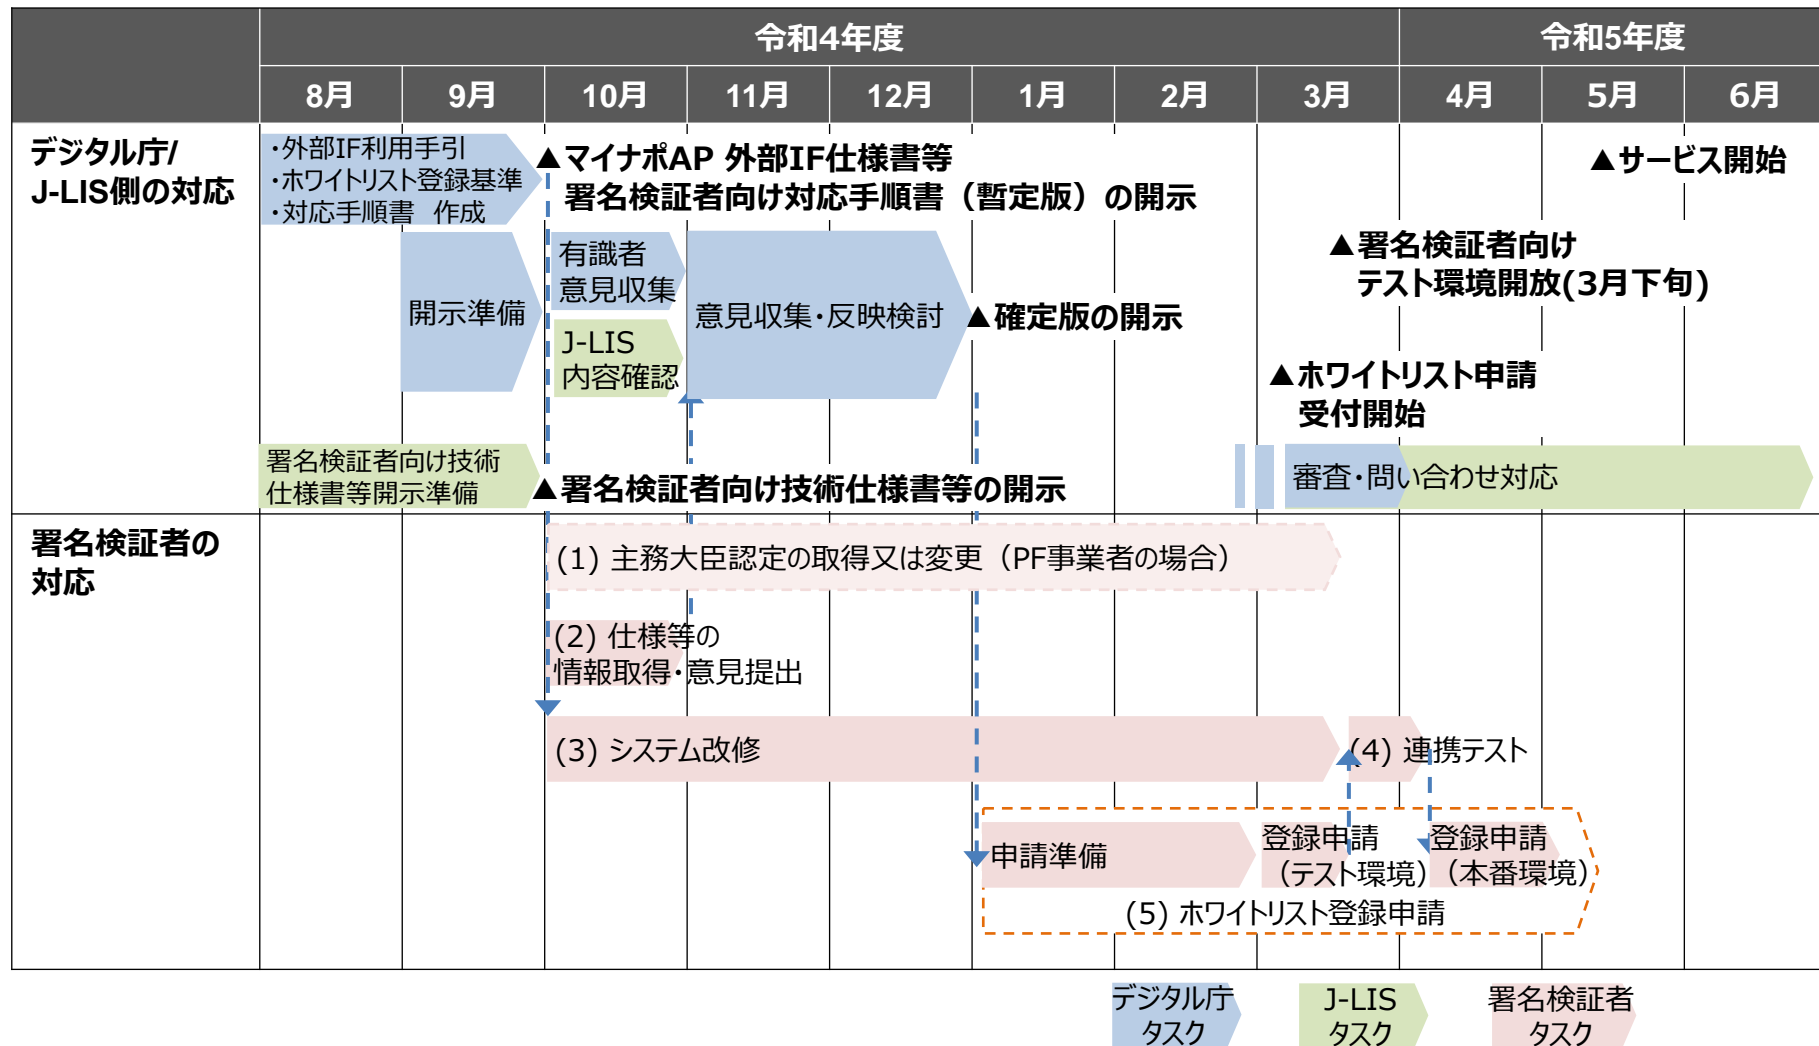 令和4年度
令和5年度
8月
9月
10月
11月
12月
1月
2月
3月
4月
5月
6月
デジタル庁/
J-LIS側の対応
・外部IF利用手引
・ホワイトリスト登録基準
・対応手順書 作成
▲マイナポAP 外部IF仕様書等
署名検証者向け対応手順書（暫定版）の開示
▲サービス開始
開示準備
有識者
意見収集
J-LIS
内容確認
意見収集・反映検討
▲確定版の開示
▲署名検証者向け
テスト環境開放(3月下旬)
▲ホワイトリスト申請
受付開始
署名検証者向け技術
仕様書等開示準備
▲署名検証者向け技術仕様書等の開示
審査・問い合わせ対応
署名検証者の
対応
(1) 主務大臣認定の取得又は変更（PF事業者の場合）
(2) 仕様等の
情報取得・意見提出
(3) システム改修
(4) 連携テスト
申請準備
登録申請
（テスト環境）
登録申請
（本番環境）
(5) ホワイトリスト登録申請
デジタル庁
タスク
J-LIS
タスク
署名検証者
タスク